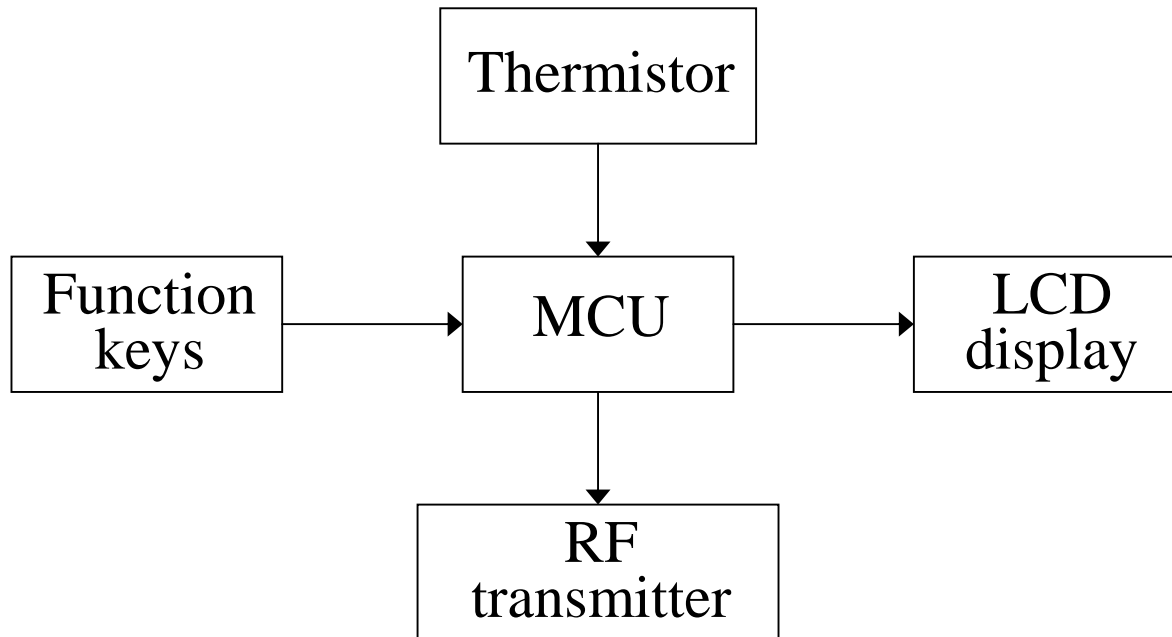 Thermistor
Function
keys
MCU
LCD
display
RF
transmitter